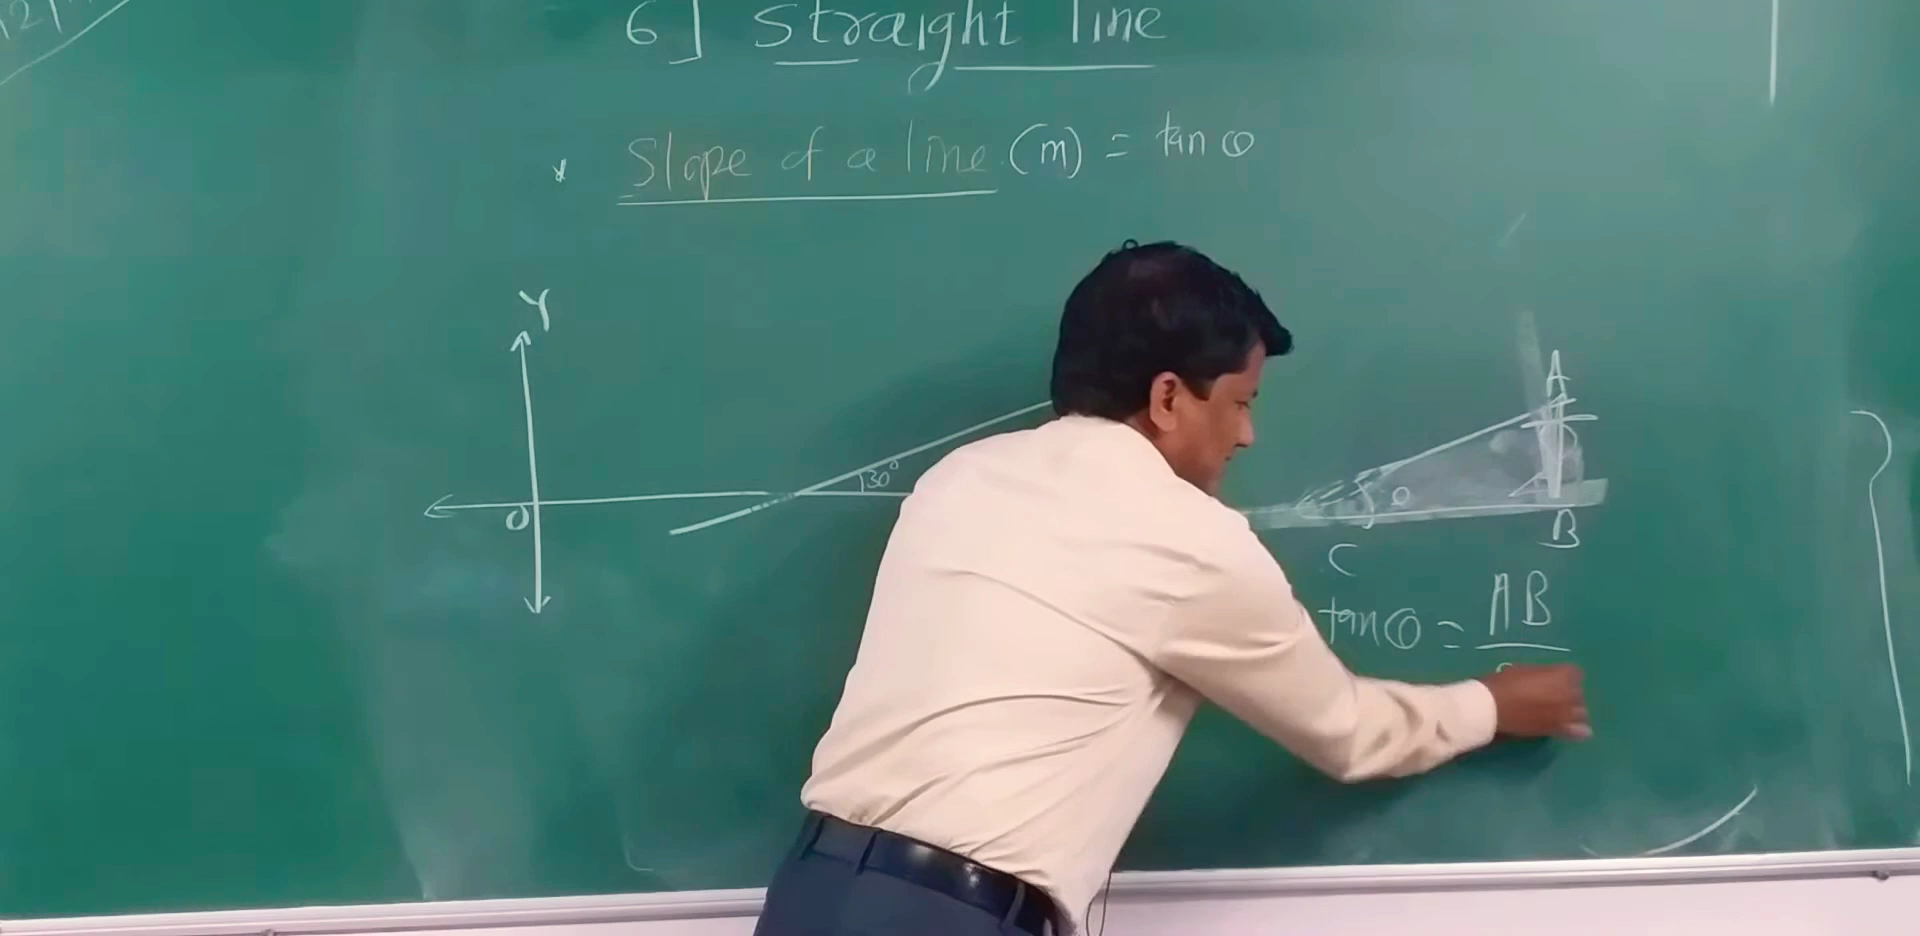 6] Straight line
* Slope of a line (m) = tan θ
Y
O
30°
A
θ
B
C
tan θ = AB